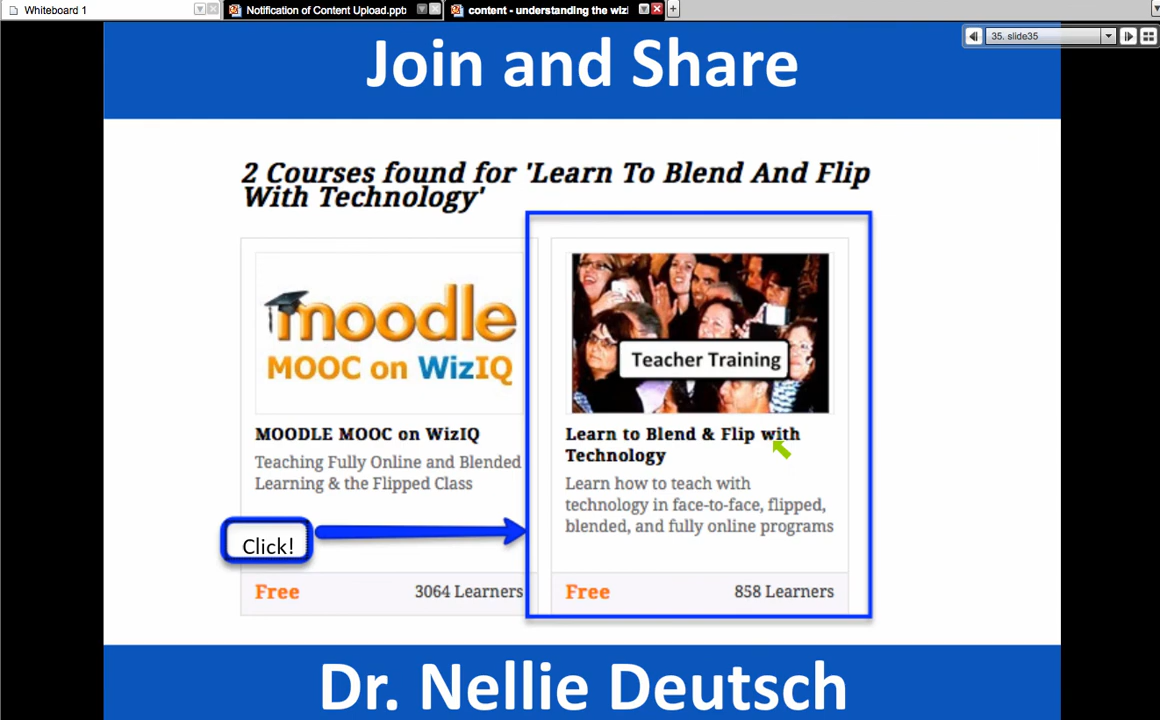 Whiteboard 1
Notification of Content Upload.ppb
content - understanding the wizi
35. slide35
Join and Share
2 Courses found for 'Learn To Blend And Flip
With Technology'
moodle
MOOC on WizIQ
Teacher Training
MOODLE MOOC on WizIQ
Teaching Fully Online and Blended
Learning & the Flipped Class
Learn to Blend & Flip with
Technology
Learn how to teach with
technology in face-to-face, flipped,
blended, and fully online programs
Click!
Free
3064 Learners
Free
858 Learners
Dr. Nellie Deutsch